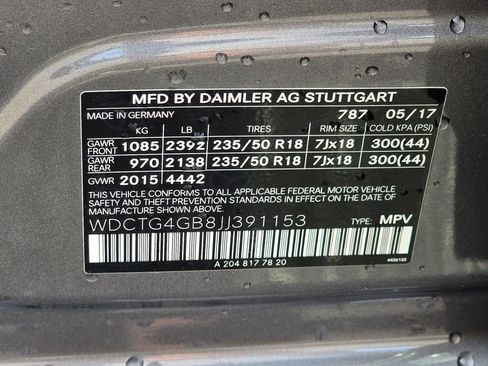 MFD BY DAIMLER AG STUTTGART
MADE IN GERMANY 787 05/17
KG LB TIRES RIM SIZE COLD KPA (PSI)
GAWR FRONT 1085 2392 235/50 R18 7Jx18 300(44)
GAWR REAR 970 2138 235/50 R18 7Jx18 300(44)
GVWR 2015 4442
THIS VEHICLE CONFORMS TO ALL APPLICABLE FEDERAL MOTOR VEHICLE
SAFETY AND THEFT PREVENTION STANDARDS IN EFFECT ON THE DATE
OF MANUFACTURE SHOWN ABOVE.
WDCTG4GB8JJ391153 TYPE: MPV
A 204 817 78 20